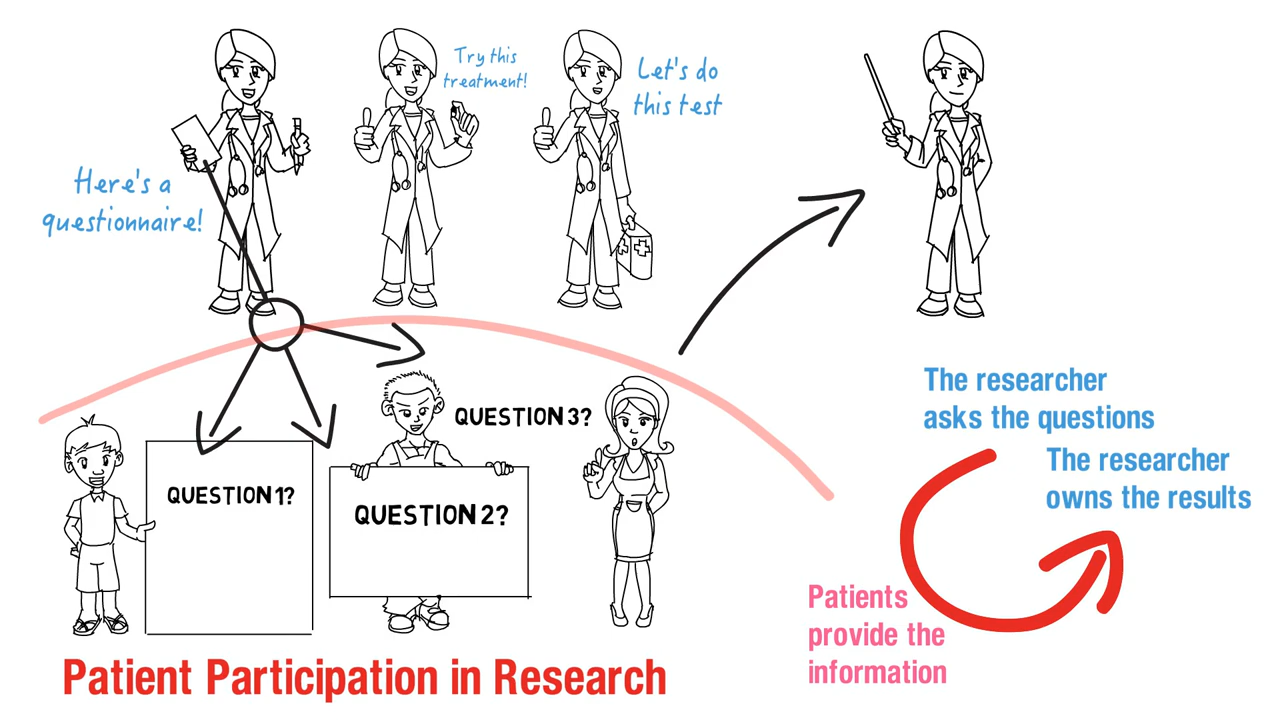 Try this
treatment!
Let's do
this test
Here's a
questionnaire!
QUESTION 1?
QUESTION 2?
QUESTION 3?
The researcher
asks the questions
The researcher
owns the results
Patients
provide the
information
Patient Participation in Research